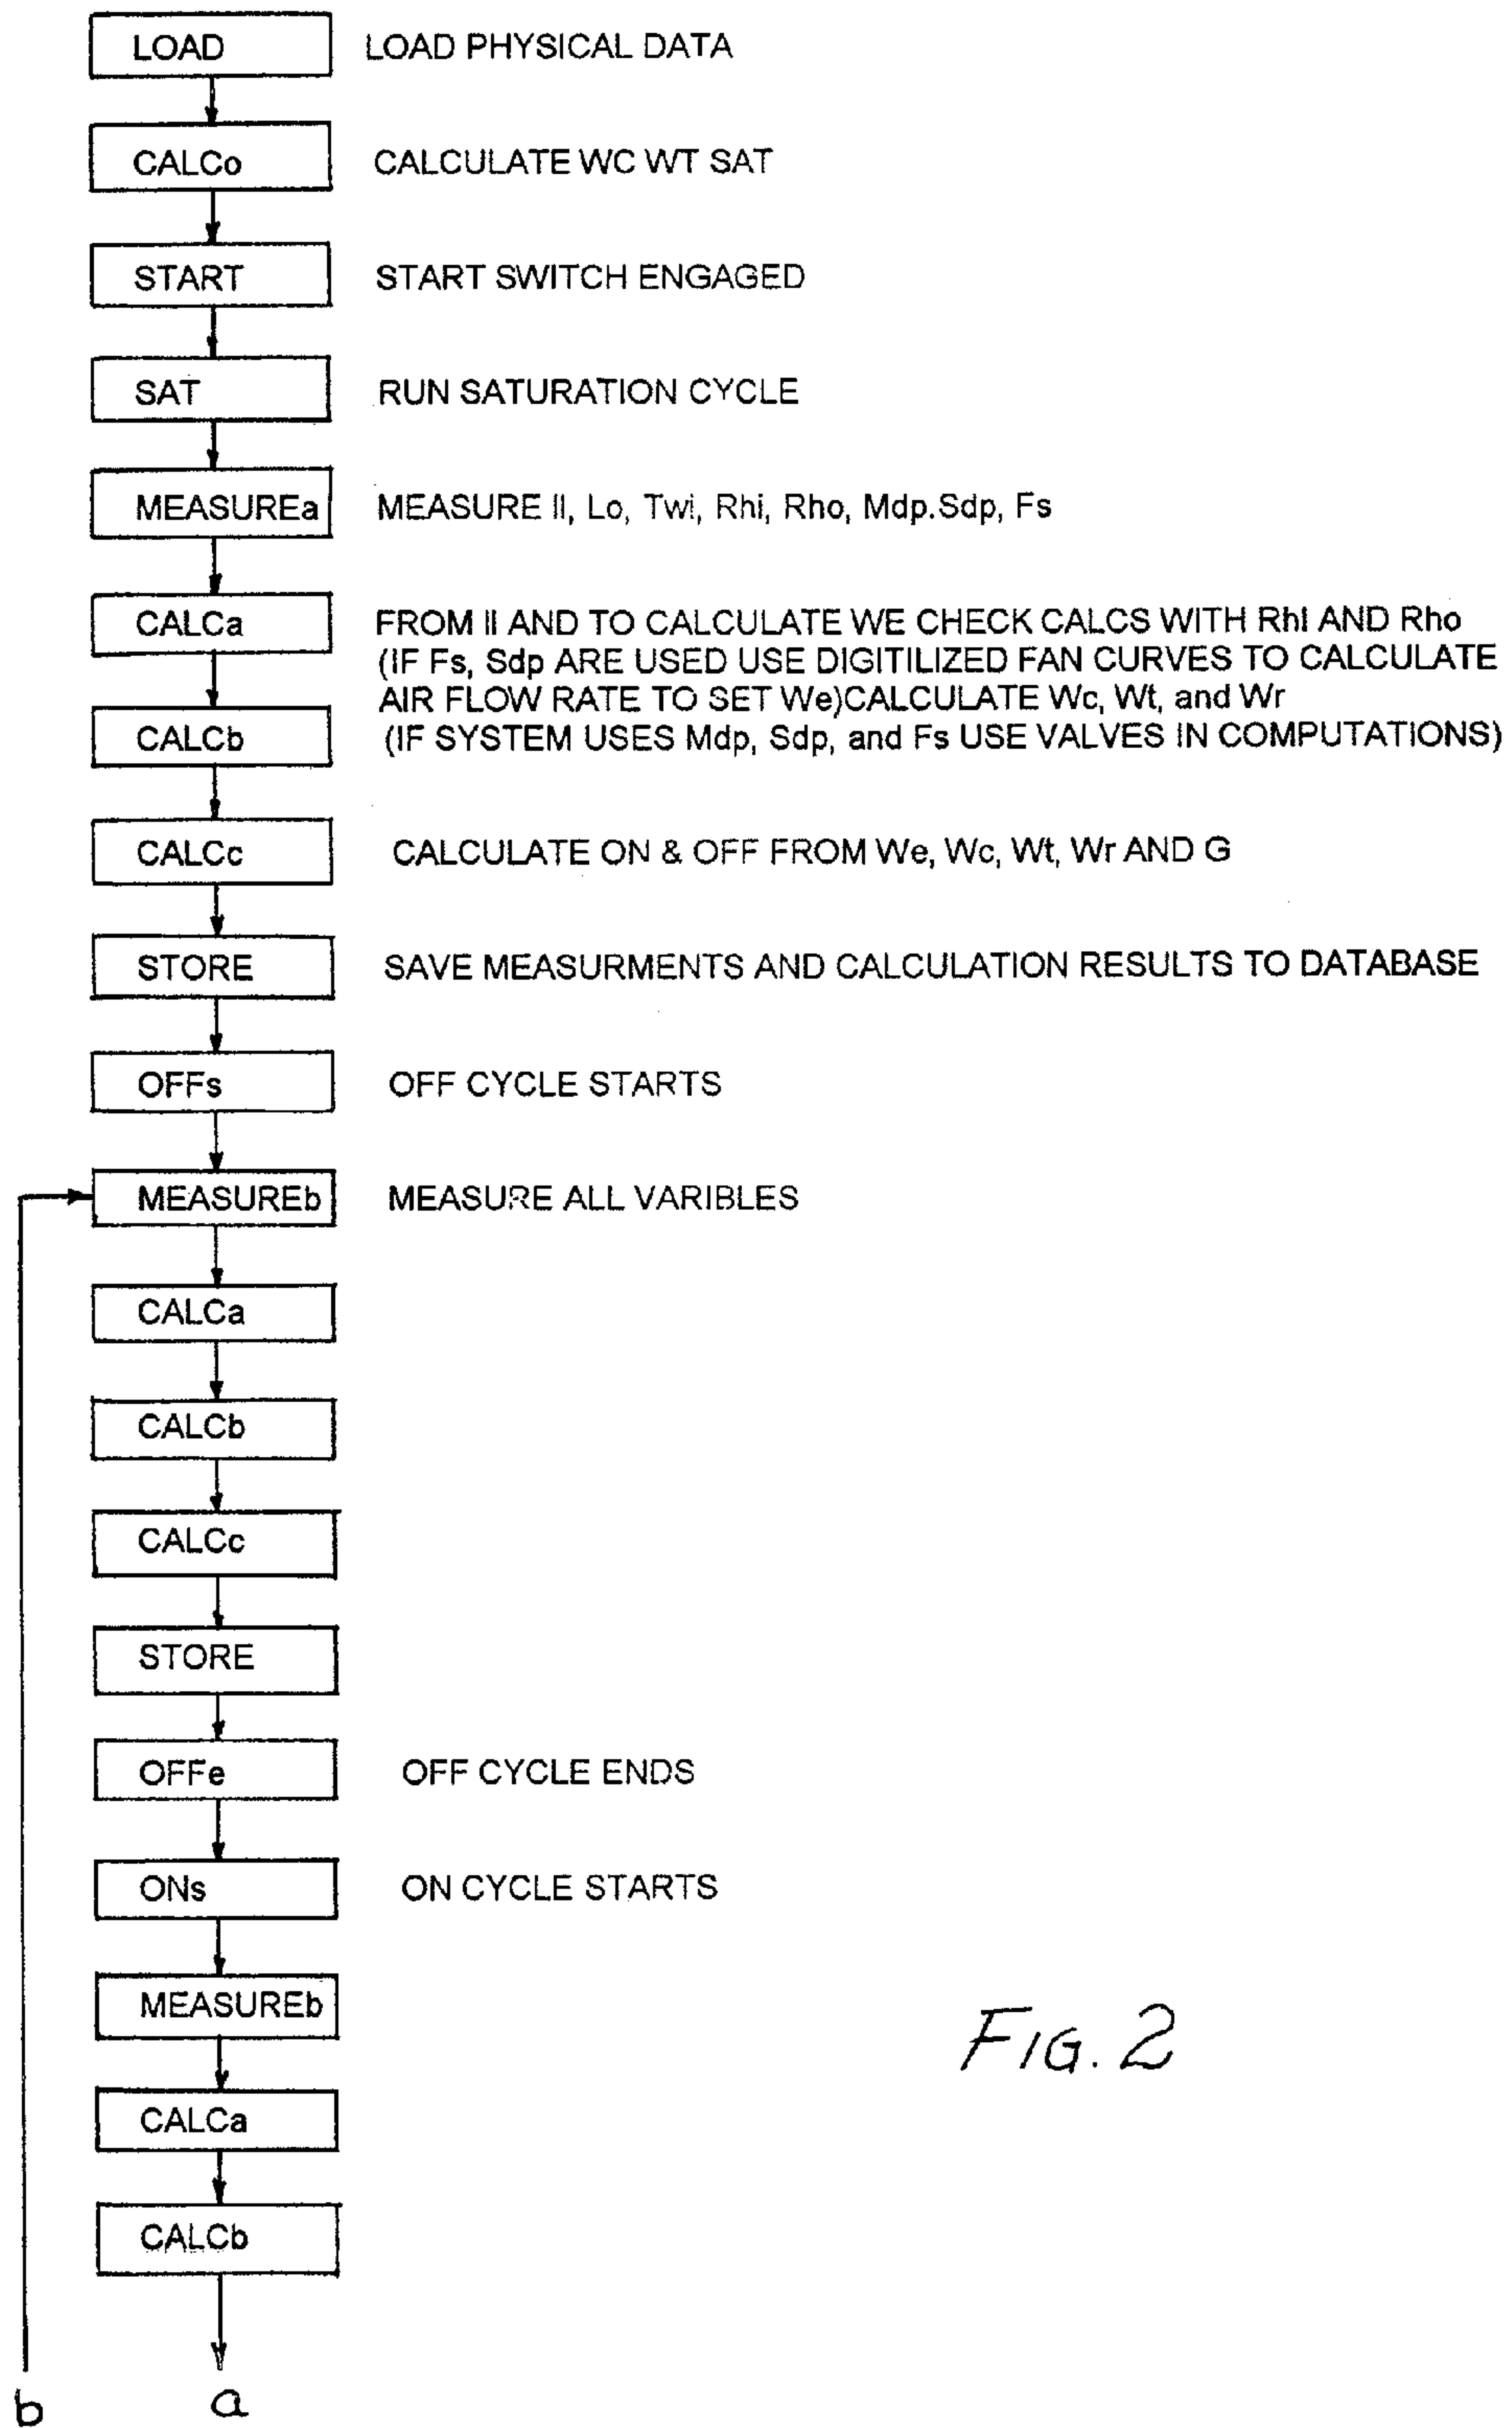 LOAD LOAD PHYSICAL DATA
CALCo CALCULATE WC WT SAT
START START SWITCH ENGAGED
SAT RUN SATURATION CYCLE
MEASUREa MEASURE II, Lo, Twi, Rhi, Rho, Mdp.Sdp, Fs
CALCa FROM II AND TO CALCULATE WE CHECK CALCS WITH RhI AND Rho
(IF Fs, Sdp ARE USED USE DIGITILIZED FAN CURVES TO CALCULATE
AIR FLOW RATE TO SET We)CALCULATE Wc, Wt, and Wr
CALCb (IF SYSTEM USES Mdp, Sdp, and Fs USE VALVES IN COMPUTATIONS)
CALCc CALCULATE ON & OFF FROM We, Wc, Wt, Wr AND G
STORE SAVE MEASURMENTS AND CALCULATION RESULTS TO DATABASE
OFFs OFF CYCLE STARTS
MEASUREb MEASURE ALL VARIBLES
CALCa
CALCb
CALCc
STORE
OFFe OFF CYCLE ENDS
ONs ON CYCLE STARTS
MEASUREb
CALCa
CALCb
FIG. 2
b a